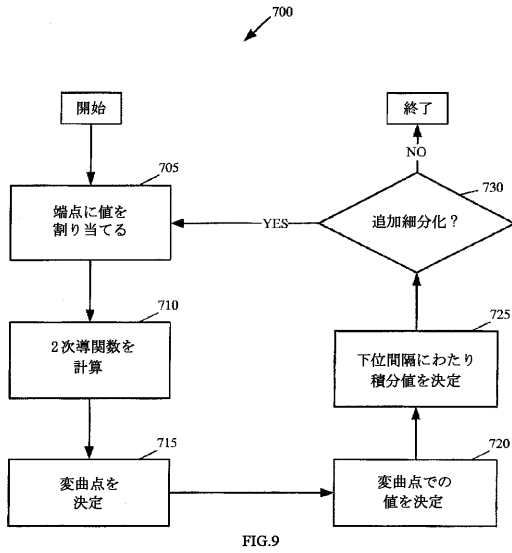 700
開始
705
端点に値を
割り当てる
710
2次導関数を
計算
715
変曲点を
決定
720
変曲点での
値を決定
725
下位間隔にわたり
積分値を決定
730
追加細分化？
YES
NO
終了
FIG.9